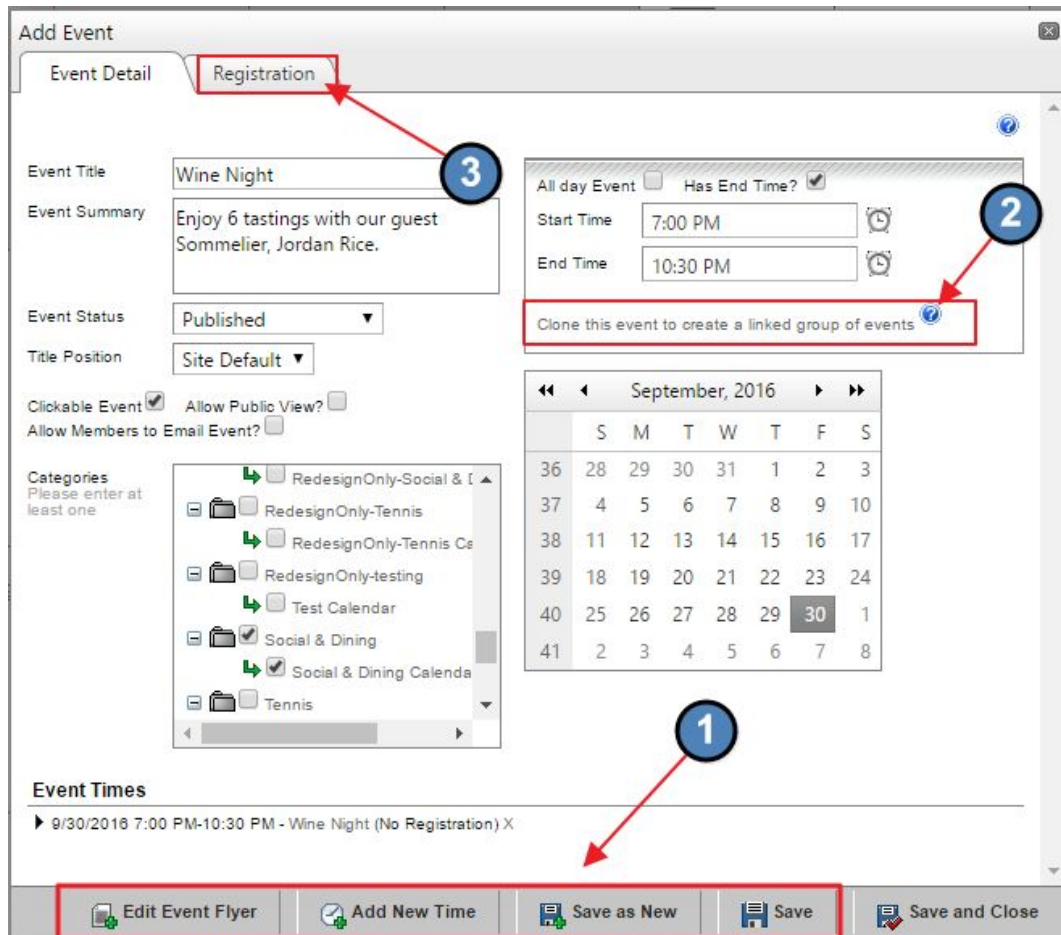 Add Event
Event Detail
Registration
3
Event Title
Wine Night
Event Summary
Enjoy 6 tastings with our guest
Sommelier, Jordan Rice.
Event Status
Published
Title Position
Site Default
Clickable Event Allow Public View?
Allow Members to Email Event?
Categories
Please enter at
least one
RedesignOnly-Social & D
RedesignOnly-Tennis
RedesignOnly-Tennis Ca
RedesignOnly-testing
Test Calendar
Social & Dining
Social & Dining Calenda
Tennis
All day Event Has End Time?
2
Start Time 7:00 PM
End Time 10:30 PM
Clone this event to create a linked group of events ?
September, 2016
S M T W T F S
36 28 29 30 31 1 2 3
37 4 5 6 7 8 9 10
38 11 12 13 14 15 16 17
39 18 19 20 21 22 23 24
40 25 26 27 28 29 30 1
41 2 3 4 5 6 7 8
1
Event Times
9/30/2016 7:00 PM-10:30 PM - Wine Night (No Registration) X
Edit Event Flyer Add New Time Save as New Save Save and Close